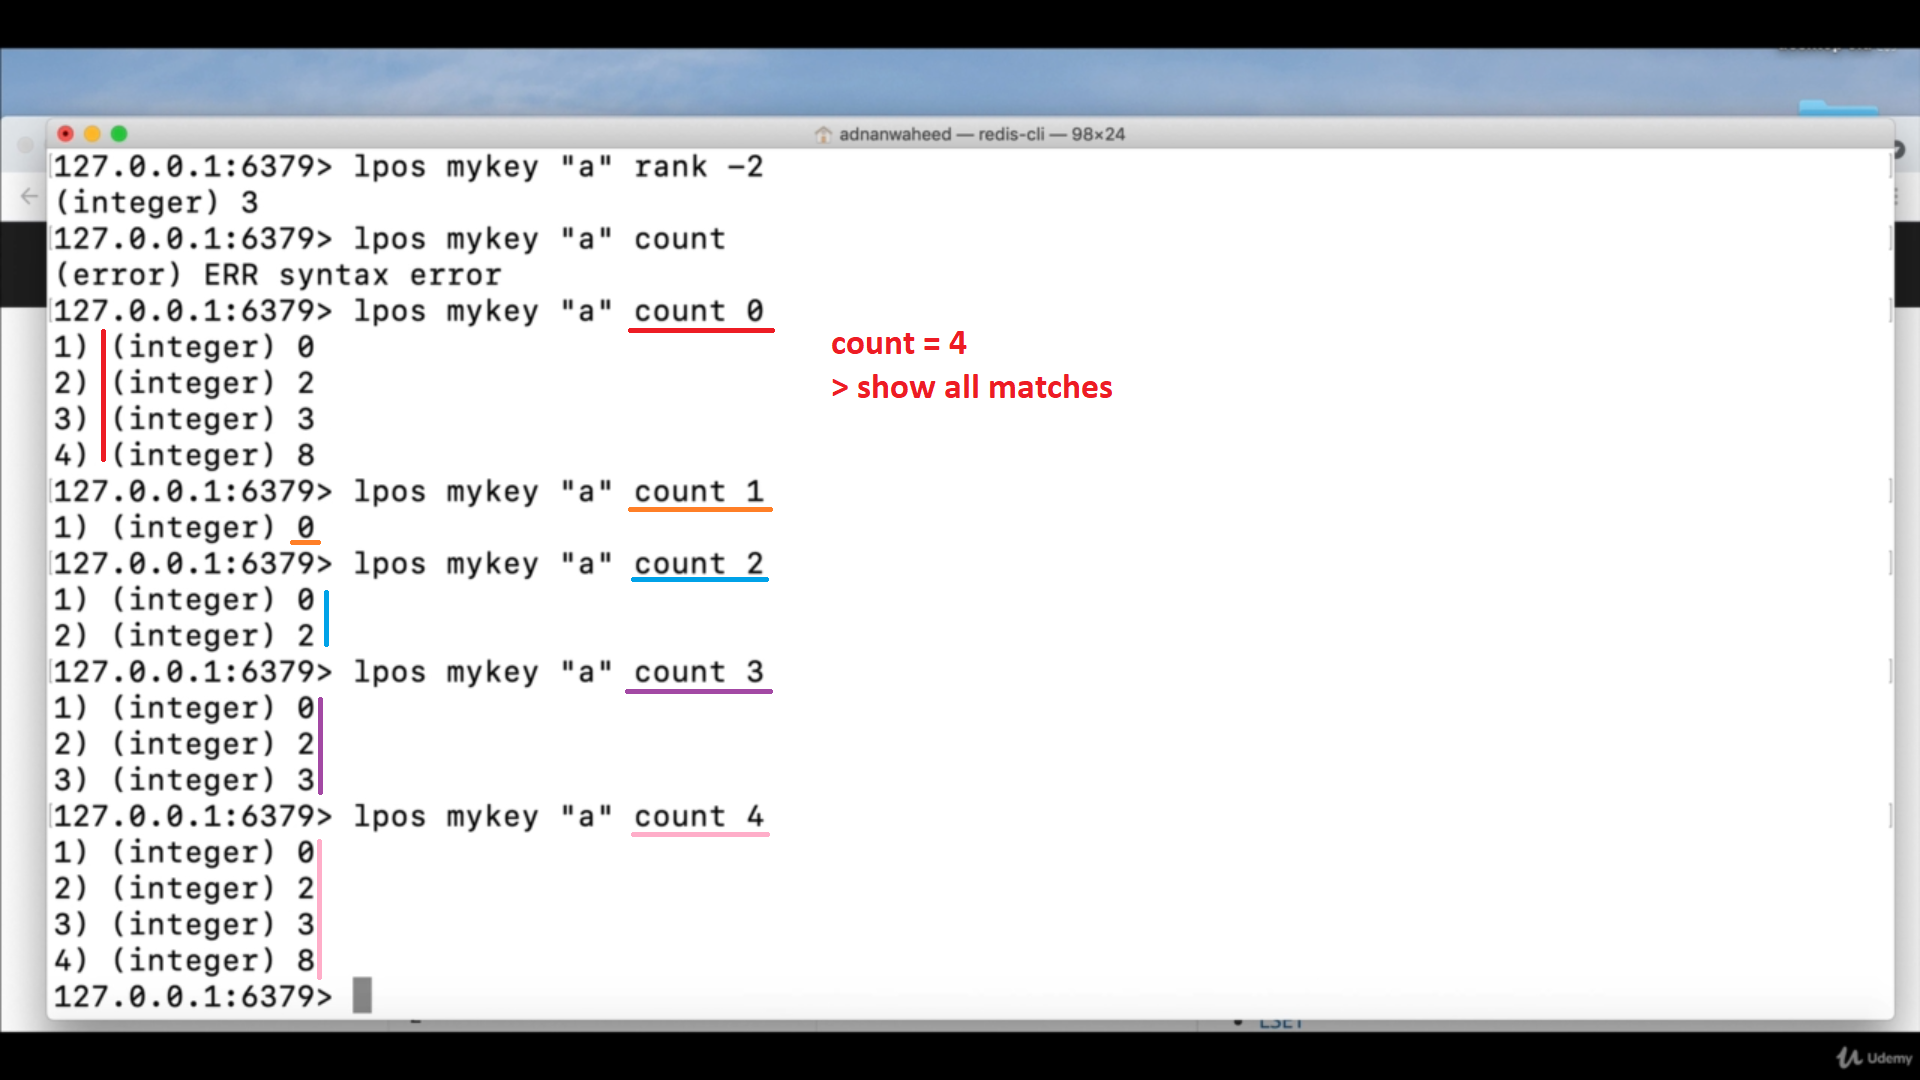 adnanwaheed — redis-cli — 98×24
127.0.0.1:6379> lpos mykey "a" rank -2
(integer) 3
127.0.0.1:6379> lpos mykey "a" count
(error) ERR syntax error
127.0.0.1:6379> lpos mykey "a" count 0
1) (integer) 0
2) (integer) 2
3) (integer) 3
4) (integer) 8
count = 4
> show all matches
127.0.0.1:6379> lpos mykey "a" count 1
1) (integer) 0
127.0.0.1:6379> lpos mykey "a" count 2
1) (integer) 0
2) (integer) 2
127.0.0.1:6379> lpos mykey "a" count 3
1) (integer) 0
2) (integer) 2
3) (integer) 3
127.0.0.1:6379> lpos mykey "a" count 4
1) (integer) 0
2) (integer) 2
3) (integer) 3
4) (integer) 8
127.0.0.1:6379>
LSET
Udemy